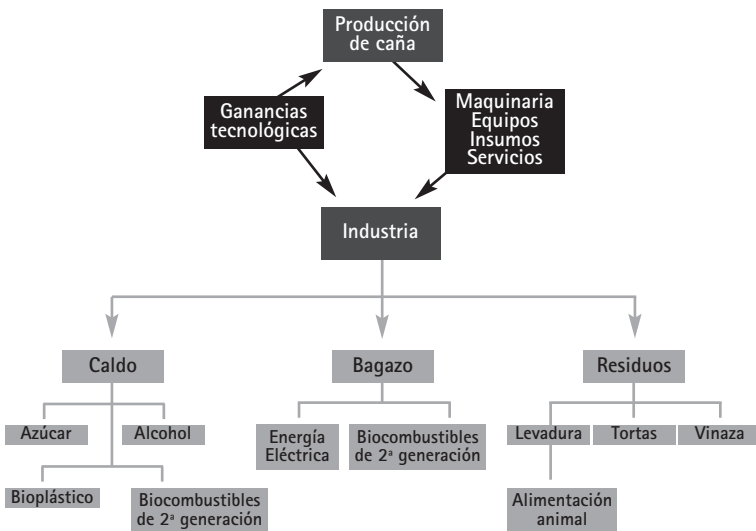 Producción
de caña
Ganancias
tecnológicas
Maquinaria
Equipos
Insumos
Servicios
Industria
Caldo
Bagazo
Residuos
Azúcar
Alcohol
Bioplástico
Biocombustibles
de 2ª generación
Energía
Eléctrica
Biocombustibles
de 2ª generación
Levadura
Tortas
Vinaza
Alimentación
animal